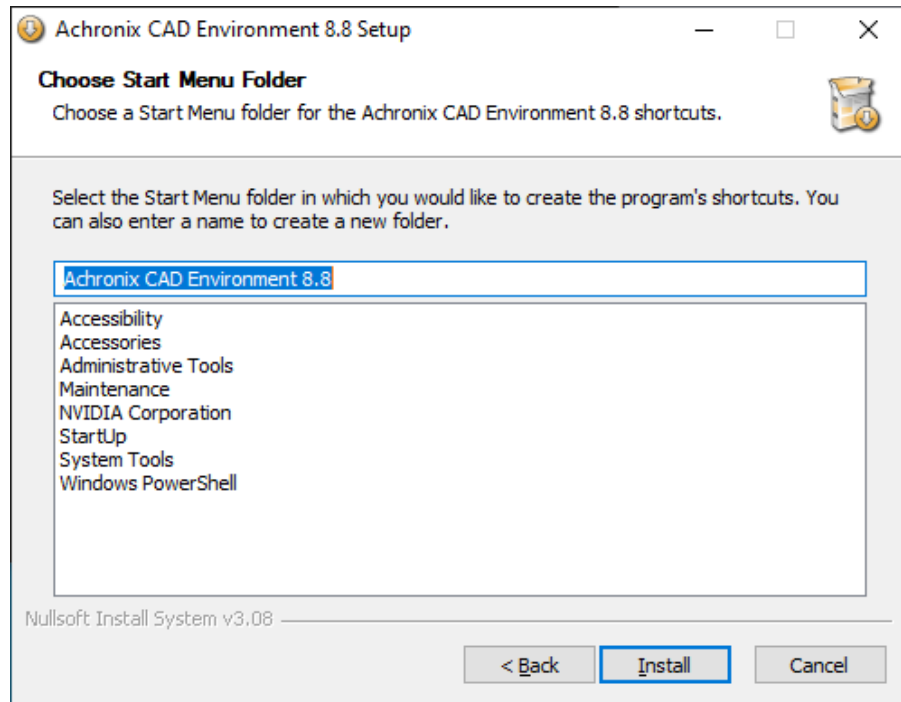 Achronix CAD Environment 8.8 Setup
Choose Start Menu Folder
Choose a Start Menu folder for the Achronix CAD Environment 8.8 shortcuts.
Select the Start Menu folder in which you would like to create the program's shortcuts. You
can also enter a name to create a new folder.
Achronix CAD Environment 8.8
Accessibility
Accessories
Administrative Tools
Maintenance
NVIDIA Corporation
StartUp
System Tools
Windows PowerShell
Nullsoft Install System v3.08
< Back Install Cancel